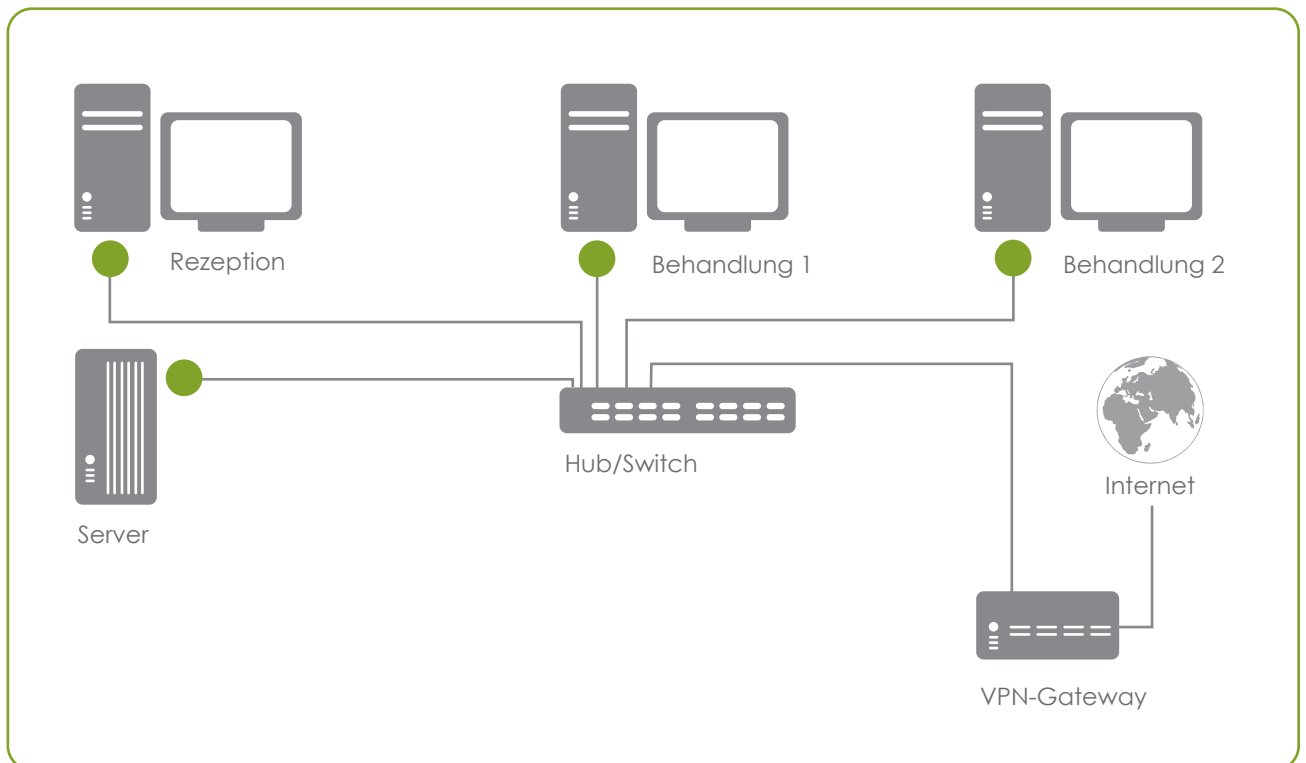 Rezeption
Behandlung 1
Behandlung 2
Hub/Switch
Internet
Server
VPN-Gateway